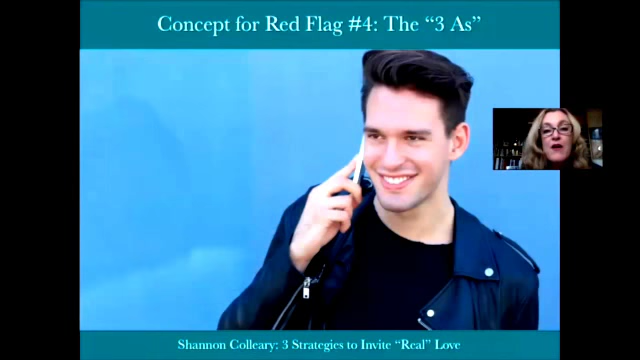 Concept for Red Flag #4: The “3 As”
Shannon Colleary: 3 Strategies to Invite “Real” Love